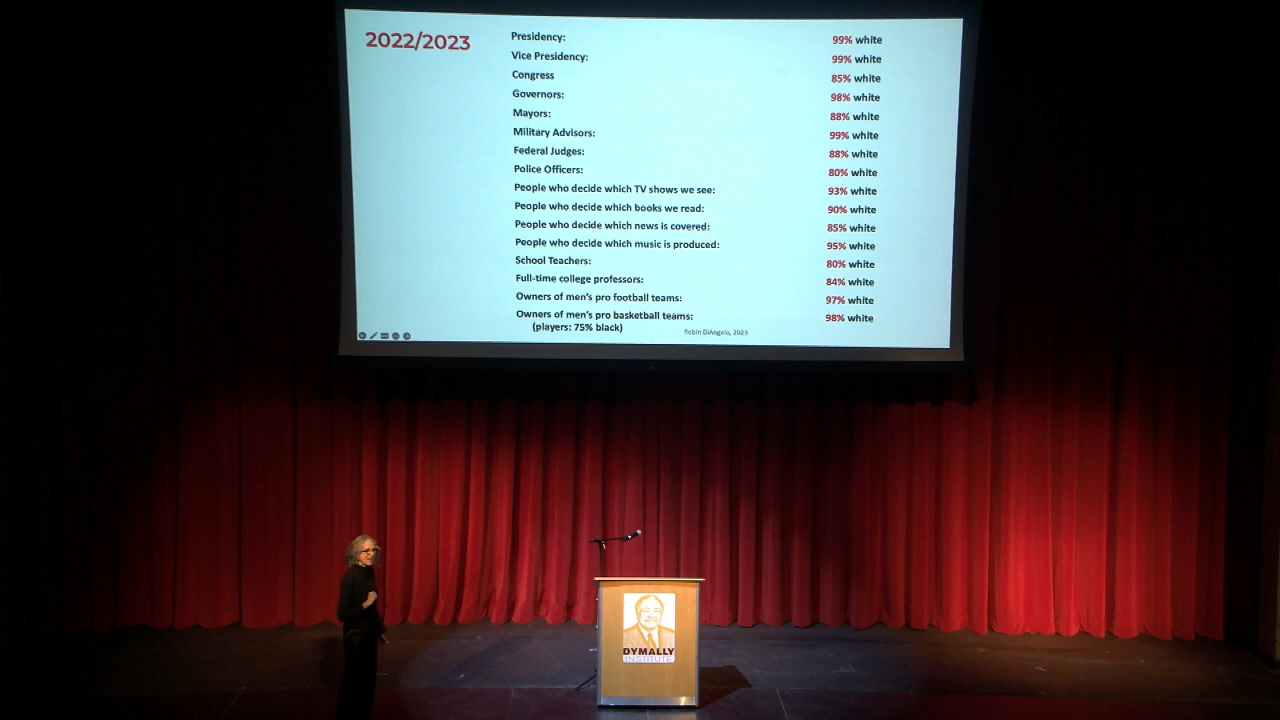 2022/2023
Presidency: 99% white
Vice Presidency: 99% white
Congress 85% white
Governors: 98% white
Mayors: 88% white
Military Advisors: 99% white
Federal Judges: 88% white
Police Officers: 80% white
People who decide which TV shows we see: 93% white
People who decide which books we read: 90% white
People who decide which news is covered: 85% white
People who decide which music is produced: 95% white
School Teachers: 80% white
Full-time college professors: 84% white
Owners of men's pro football teams: 97% white
Owners of men's pro basketball teams: 98% white
(players: 75% black)
Robin DiAngelo, 2023
DYMALLY
INSTITUTE